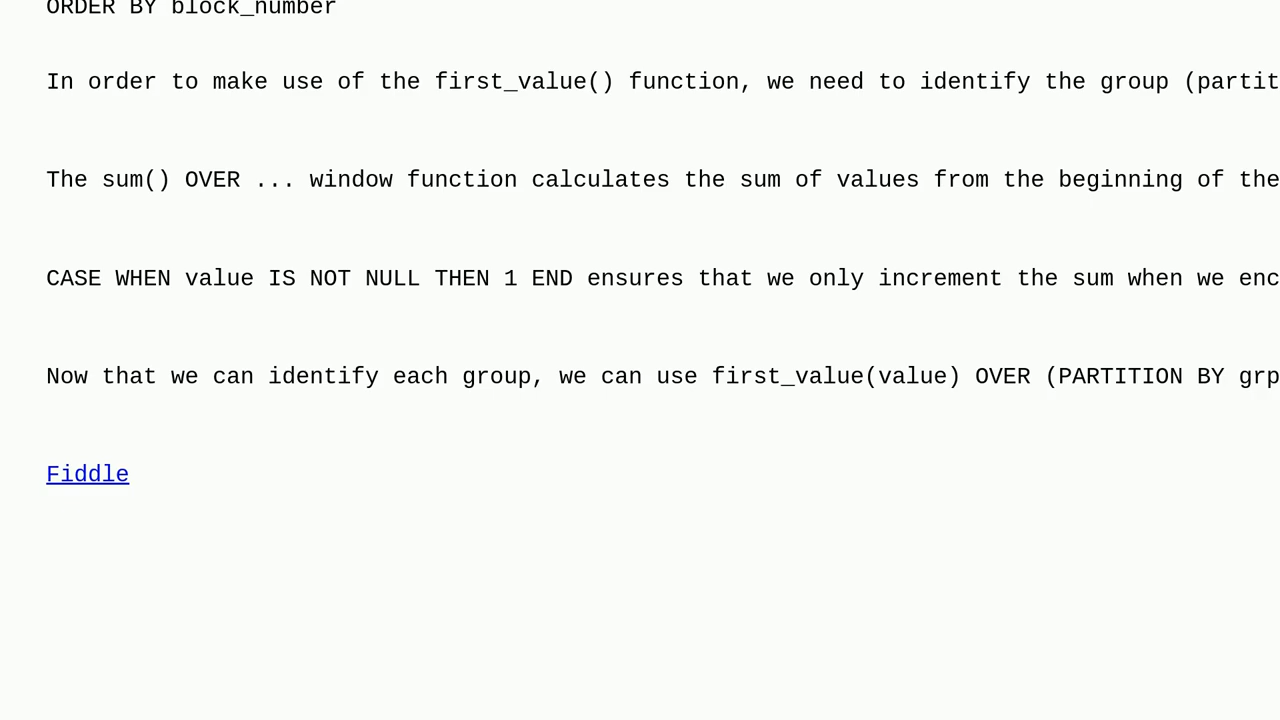 ORDER BY block_number
In order to make use of the first_value() function, we need to identify the group (partit
The sum() OVER ... window function calculates the sum of values from the beginning of the
CASE WHEN value IS NOT NULL THEN 1 END ensures that we only increment the sum when we enc
Now that we can identify each group, we can use first_value(value) OVER (PARTITION BY grp
Fiddle